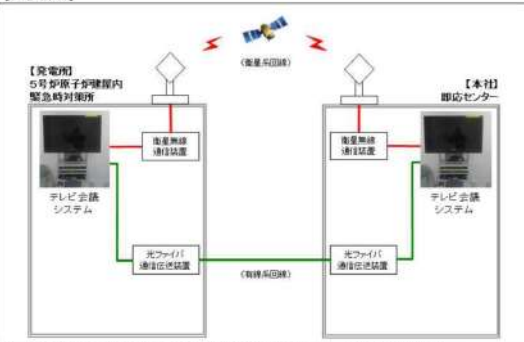 (衛星系回線)
【発電所】
5号炉原子炉建屋内
緊急時対策所
【本社】
即応センター
衛星無線
通信装置
衛星無線
通信装置
テレビ会議
システム
テレビ会議
システム
光ファイバ
通信伝送装置
光ファイバ
通信伝送装置
(有線系回線)